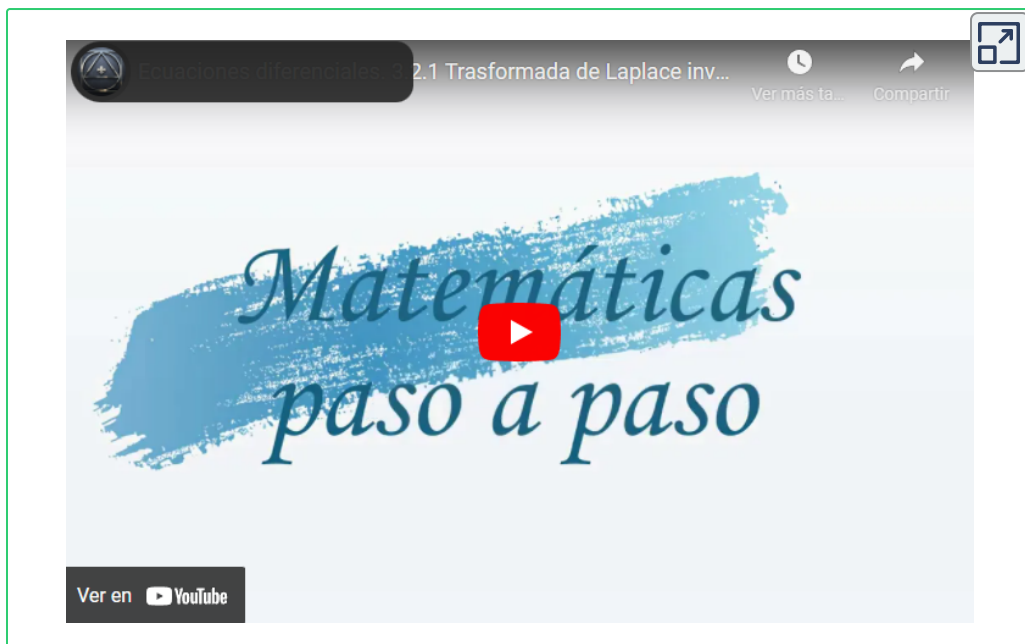 Ecuaciones diferenciales. 3.2.1 Trasformada de Laplace inv...
Ver más ta...
Compartir
Matemáticas
paso a paso
Ver en YouTube